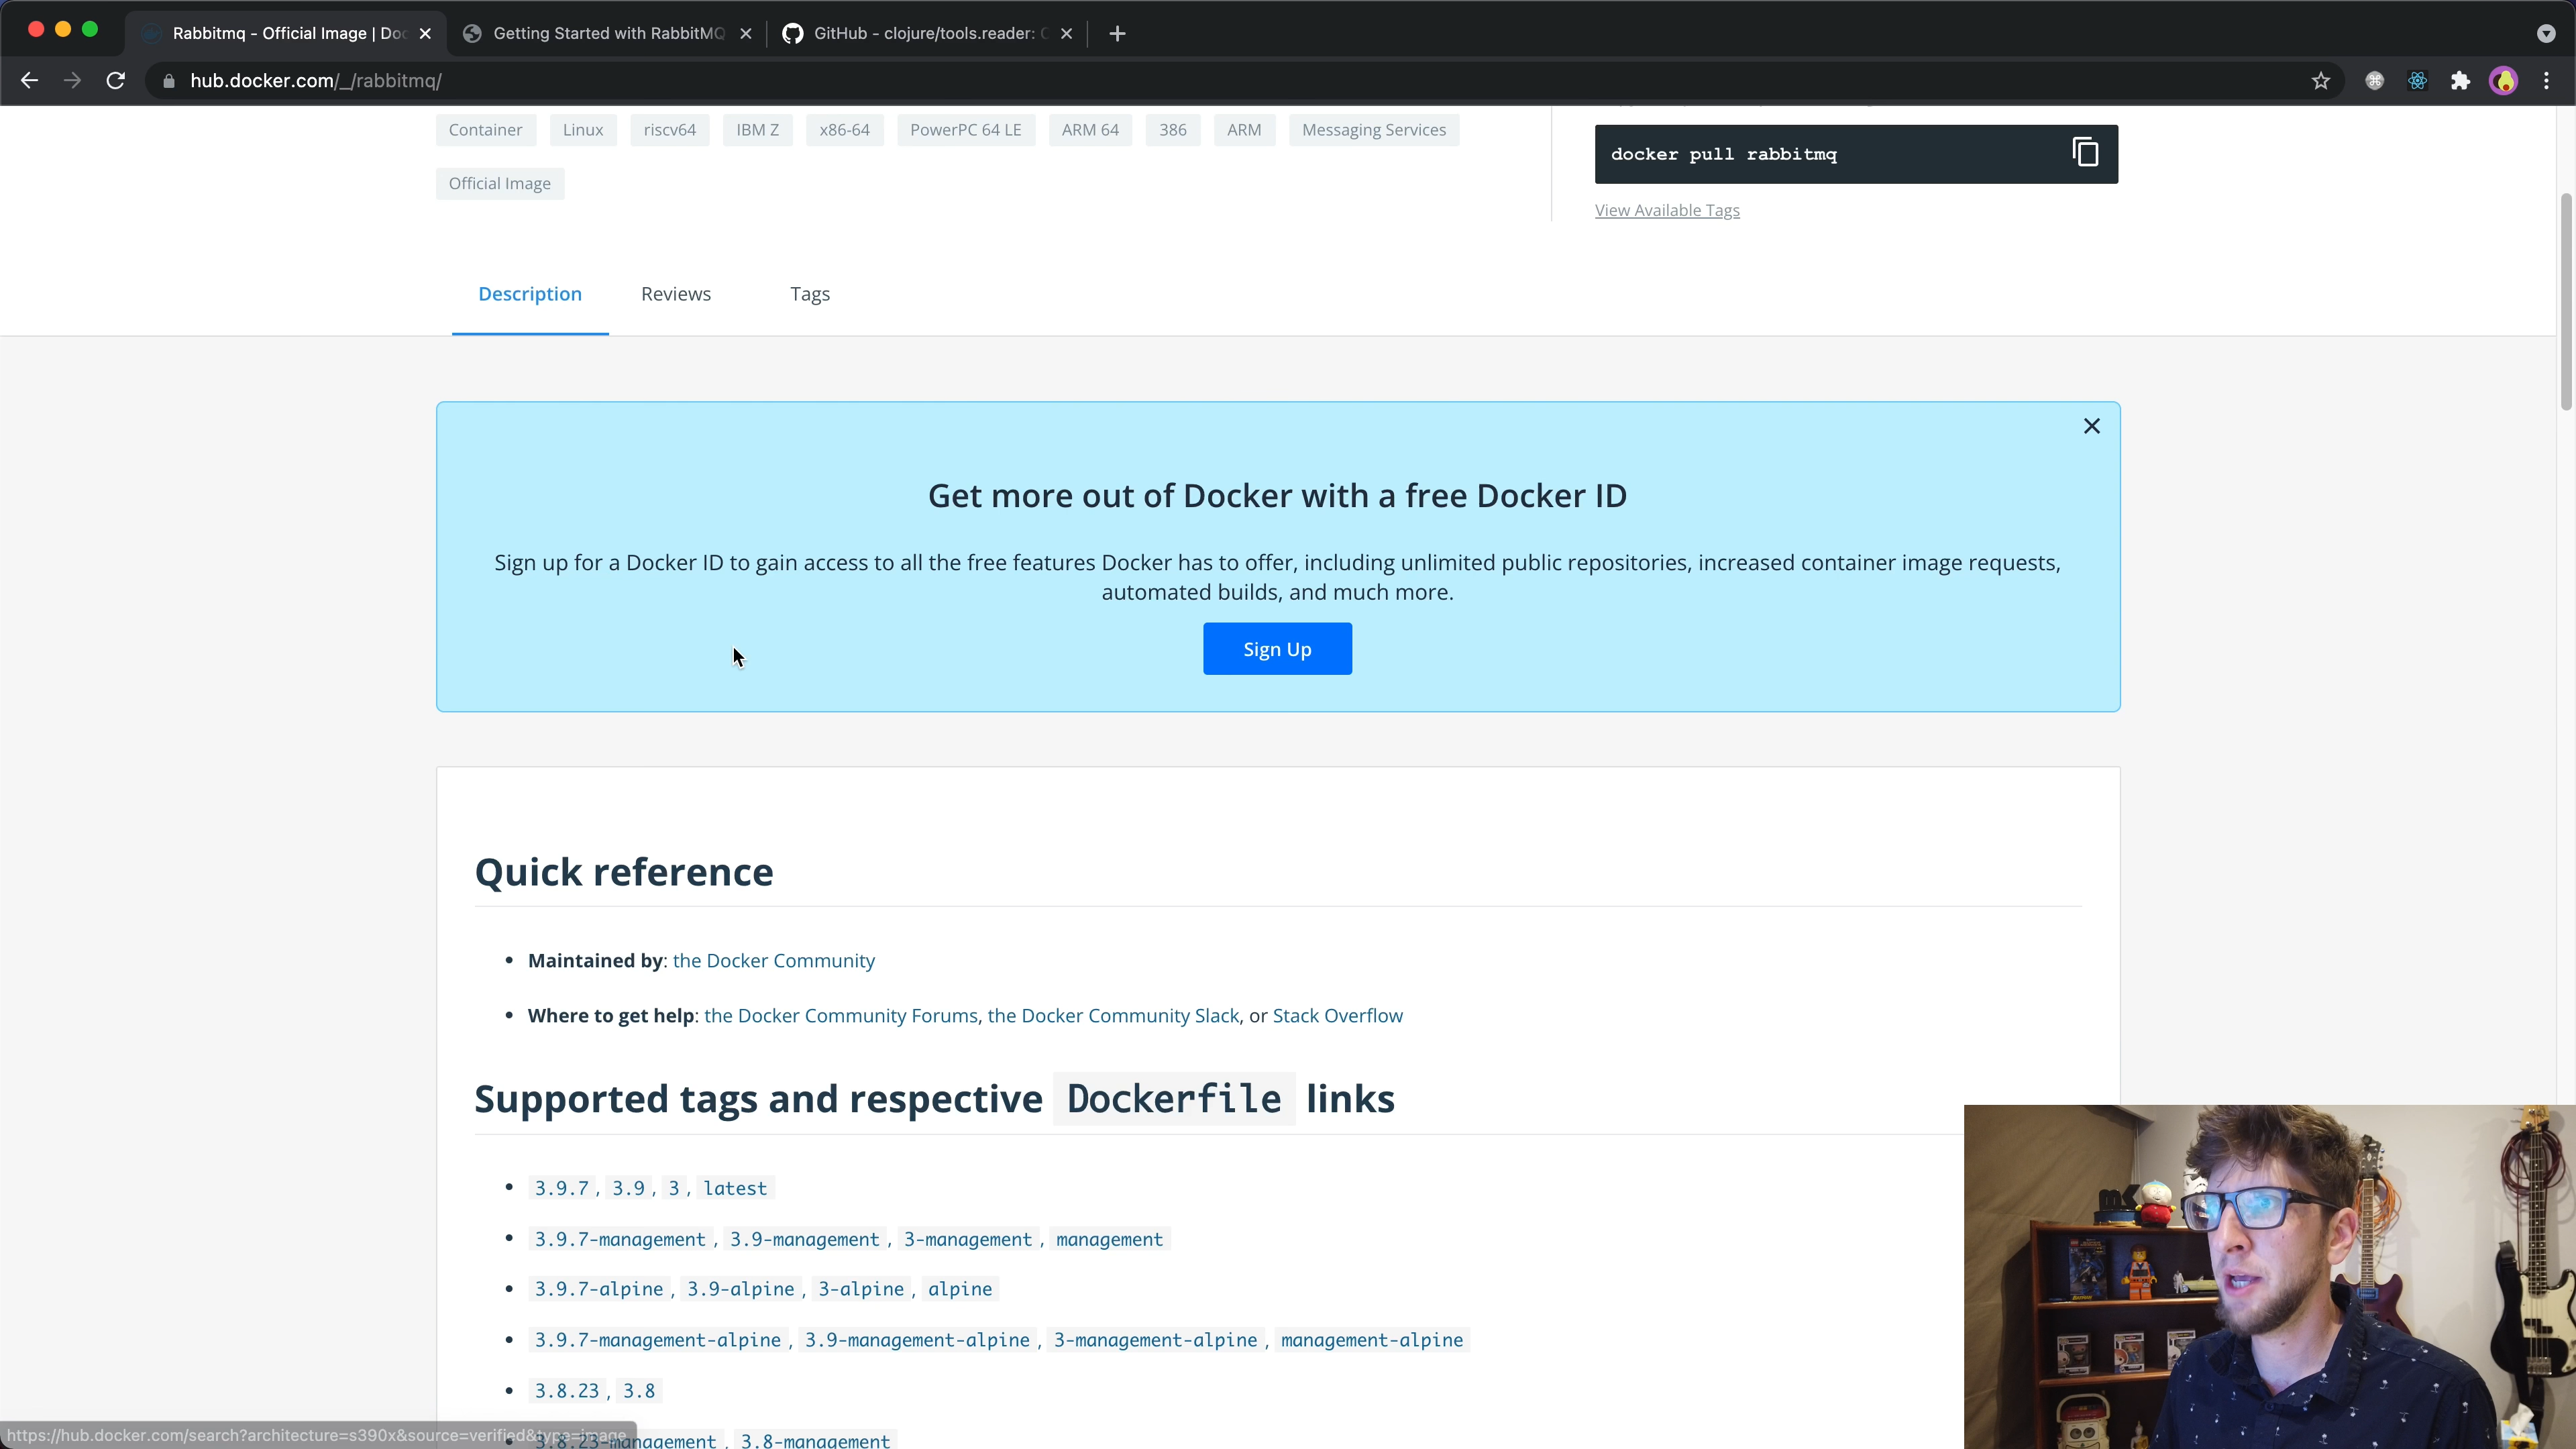 Rabbitmq - Official Image | Doc
Getting Started with RabbitMQ
GitHub - clojure/tools.reader: C
hub.docker.com/_/rabbitmq/
Container Linux riscv64 IBM Z x86-64 PowerPC 64 LE ARM 64 386 ARM Messaging Services
Official Image
docker pull rabbitmq
View Available Tags
Description Reviews Tags
Get more out of Docker with a free Docker ID
Sign up for a Docker ID to gain access to all the free features Docker has to offer, including unlimited public repositories, increased container image requests,
automated builds, and much more.
Sign Up
Quick reference
• Maintained by: the Docker Community
• Where to get help: the Docker Community Forums, the Docker Community Slack, or Stack Overflow
Supported tags and respective Dockerfile links
• 3.9.7, 3.9, 3, latest
• 3.9.7-management, 3.9-management, 3-management, management
• 3.9.7-alpine, 3.9-alpine, 3-alpine, alpine
• 3.9.7-management-alpine, 3.9-management-alpine, 3-management-alpine, management-alpine
• 3.8.23, 3.8
• 3.8.23-management, 3.8-management
https://hub.docker.com/search?architecture=s390x&source=verified&type=image